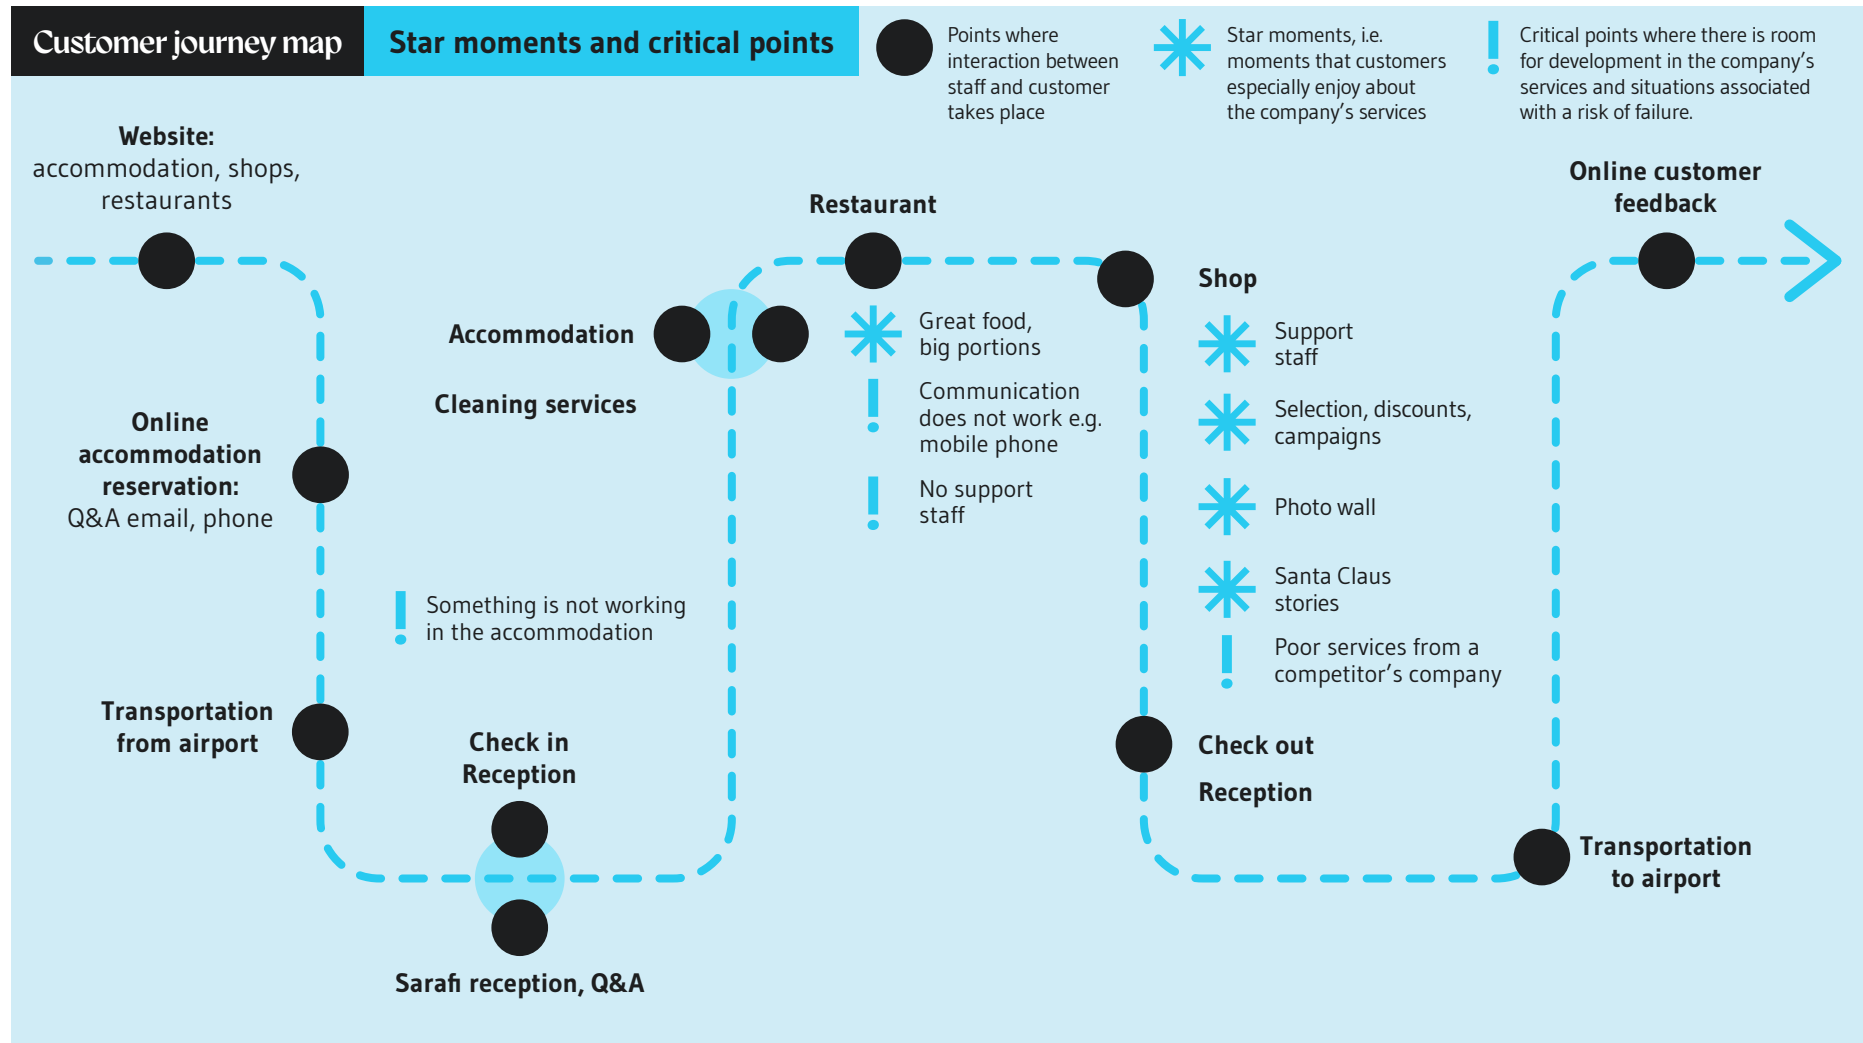 Customer journey map
Star moments and critical points
Points where
interaction between
staff and customer
takes place
Star moments, i.e.
moments that customers
especially enjoy about
the company's services
Critical points where there is room
for development in the company's
services and situations associated
with a risk of failure.
Website:
accommodation, shops,
restaurants
Online
accommodation
reservation:
Q&A email, phone
Transportation
from airport
Something is not working
in the accommodation
Check in
Reception
Sarafi reception, Q&A
Accommodation
Cleaning services
Restaurant
Great food,
big portions
Communication
does not work e.g.
mobile phone
No support
staff
Shop
Support
staff
Selection, discounts,
campaigns
Photo wall
Santa Claus
stories
Poor services from a
competitor's company
Check out
Reception
Transportation
to airport
Online customer
feedback